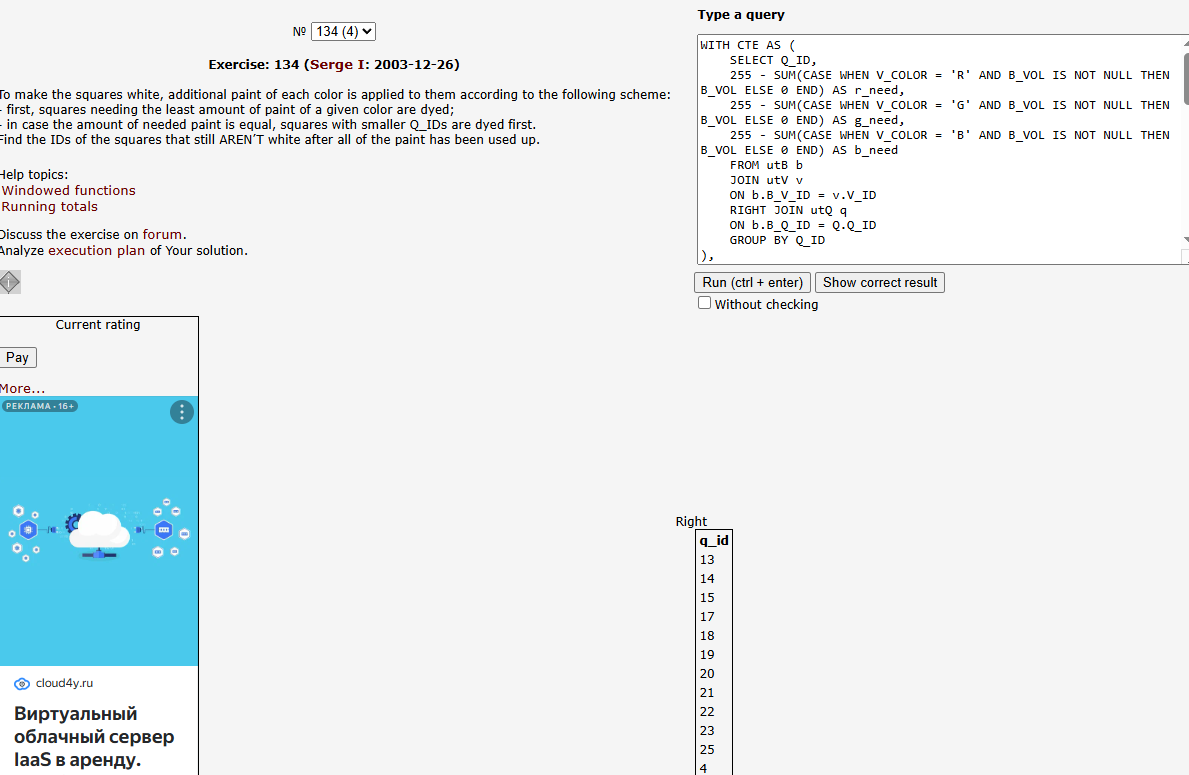 № 134 (4)
Exercise: 134 (Serge I: 2003-12-26)
To make the squares white, additional paint of each color is applied to them according to the following scheme:
- first, squares needing the least amount of paint of a given color are dyed;
- in case the amount of needed paint is equal, squares with smaller Q_IDs are dyed first.
Find the IDs of the squares that still AREN´T white after all of the paint has been used up.
Help topics:
Windowed functions
Running totals
Discuss the exercise on forum.
Analyze execution plan of Your solution.
Current rating
Pay
More...
РЕКЛАМА • 16+
cloud4y.ru
Виртуальный
облачный сервер
IaaS в аренду.
Type a query
WITH CTE AS (
SELECT Q_ID,
255 - SUM(CASE WHEN V_COLOR = 'R' AND B_VOL IS NOT NULL THEN
B_VOL ELSE 0 END) AS r_need,
255 - SUM(CASE WHEN V_COLOR = 'G' AND B_VOL IS NOT NULL THEN
B_VOL ELSE 0 END) AS g_need,
255 - SUM(CASE WHEN V_COLOR = 'B' AND B_VOL IS NOT NULL THEN
B_VOL ELSE 0 END) AS b_need
FROM utB b
JOIN utV v
ON b.B_V_ID = v.V_ID
RIGHT JOIN utQ q
ON b.B_Q_ID = Q.Q_ID
GROUP BY Q_ID
),
Run (ctrl + enter) Show correct result
Without checking
Right
q_id
13
14
15
17
18
19
20
21
22
23
25
4